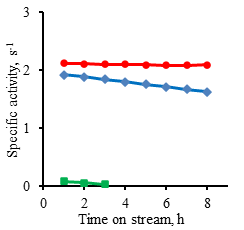 3
2
1
0
0 2 4 6 8
Specific activity, s⁻¹
Time on stream, h